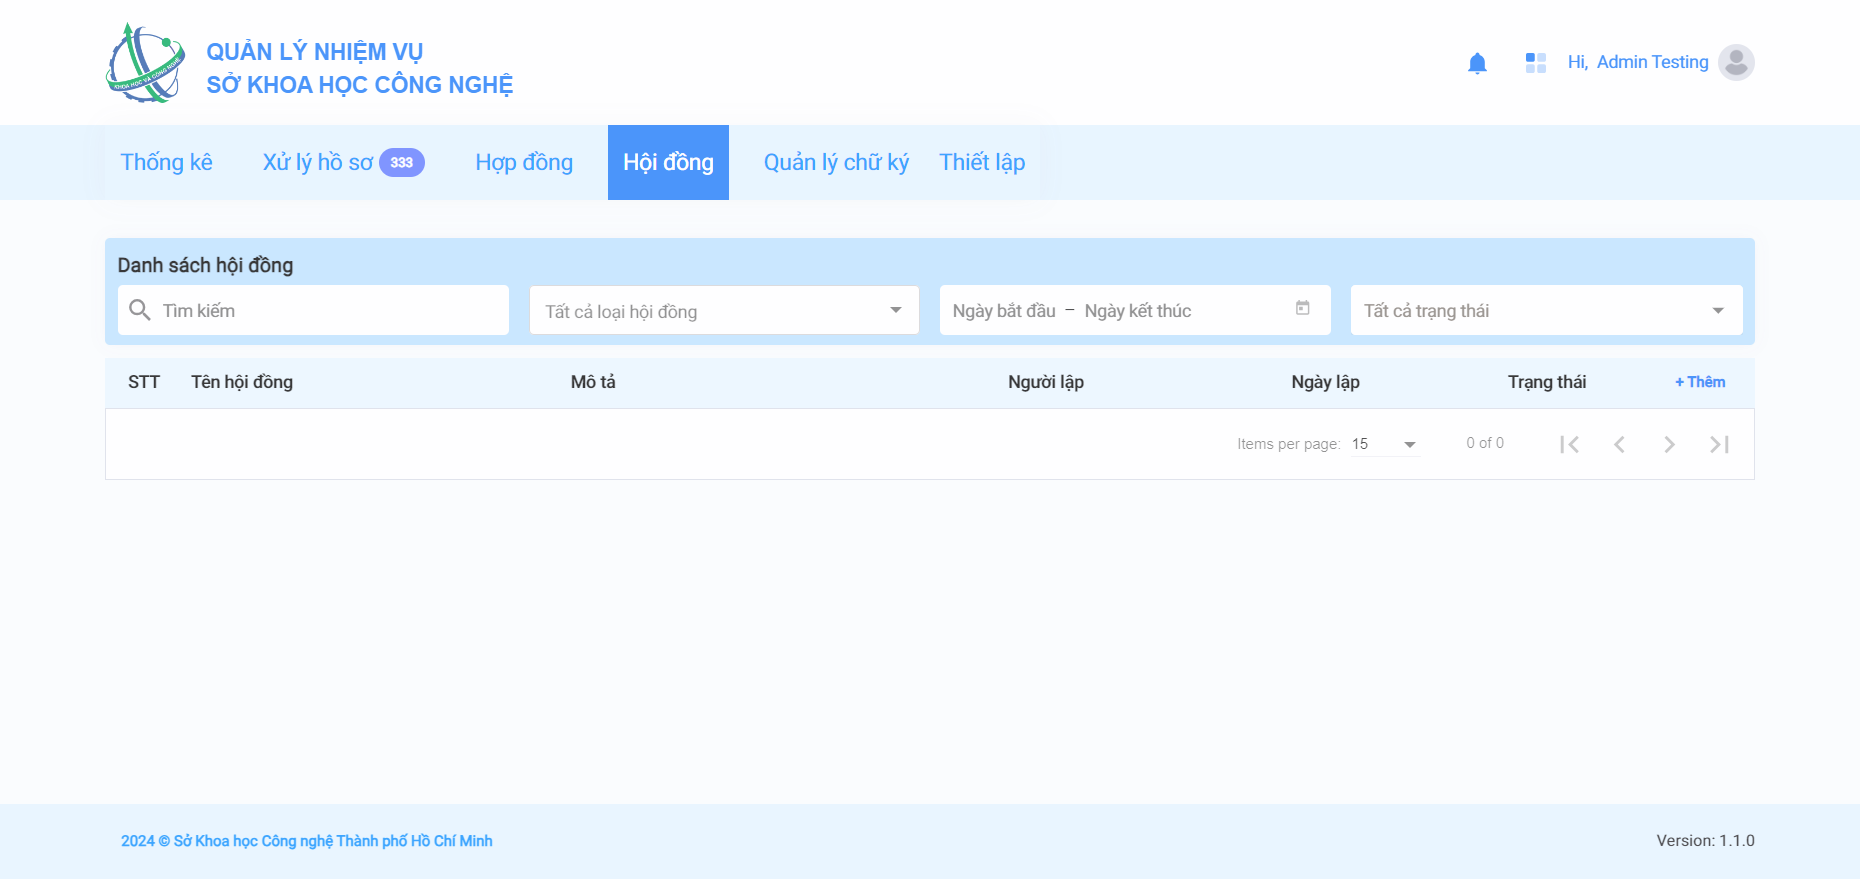 KHOA HỌC VÀ CÔNG NGHỆ
QUẢN LÝ NHIỆM VỤ
SỞ KHOA HỌC CÔNG NGHỆ
Hi, Admin Testing
Thống kê Xử lý hồ sơ 333 Hợp đồng Hội đồng Quản lý chữ ký Thiết lập
Danh sách hội đồng
Tìm kiếm Tất cả loại hội đồng Ngày bắt đầu – Ngày kết thúc Tất cả trạng thái
STT Tên hội đồng Mô tả Người lập Ngày lập Trạng thái + Thêm
Items per page: 15 0 of 0
2024 © Sở Khoa học Công nghệ Thành phố Hồ Chí Minh Version: 1.1.0